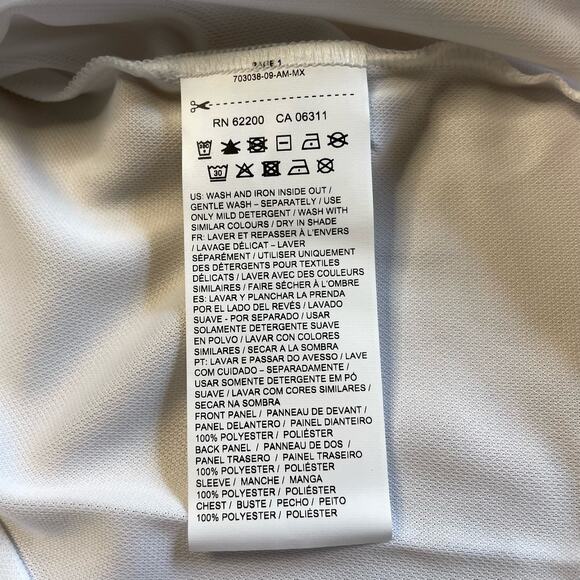 PAGE 1
703038-09-AM-MX
RN 62200 CA 06311
30
US: WASH AND IRON INSIDE OUT /
GENTLE WASH – SEPARATELY / USE
ONLY MILD DETERGENT / WASH WITH
SIMILAR COLOURS / DRY IN SHADE
FR: LAVER ET REPASSER À L'ENVERS
/ LAVAGE DÉLICAT – LAVER
SÉPARÉMENT / UTILISER UNIQUEMENT
DES DÉTERGENTS POUR TEXTILES
DÉLICATS / LAVER AVEC DES COULEURS
SIMILAIRES / FAIRE SÉCHER À L'OMBRE
ES: LAVAR Y PLANCHAR LA PRENDA
POR EL LADO DEL REVÉS / LAVADO
SUAVE - POR SEPARADO / USAR
SOLAMENTE DETERGENTE SUAVE
EN POLVO / LAVAR CON COLORES
SIMILARES / SECAR A LA SOMBRA
PT: LAVAR E PASSAR DO AVESSO / LAVE
COM CUIDADO – SEPARADAMENTE /
USAR SOMENTE DETERGENTE EM PÓ
SUAVE / LAVAR COM CORES SIMILARES /
SECAR NA SOMBRA
FRONT PANEL / PANNEAU DE DEVANT /
PANEL DELANTERO / PAINEL DIANTEIRO
100% POLYESTER / POLIÉSTER
BACK PANEL / PANNEAU DE DOS /
PANEL TRASERO / PAINEL TRASEIRO
100% POLYESTER / POLIÉSTER
SLEEVE / MANCHE / MANGA
100% POLYESTER / POLIÉSTER
CHEST / BUSTE / PECHO / PEITO
100% POLYESTER / POLIÉSTER